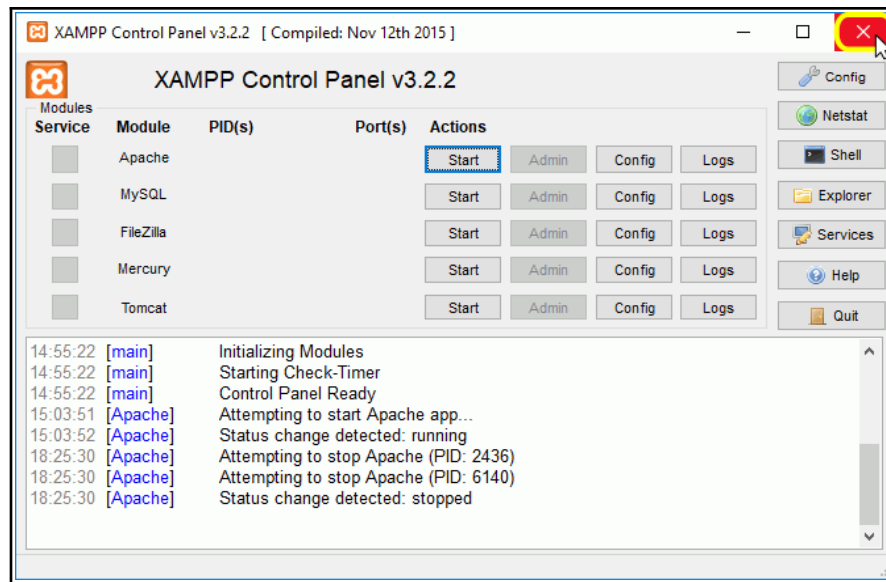 XAMPP Control Panel v3.2.2 [ Compiled: Nov 12th 2015 ]
XAMPP Control Panel v3.2.2
Config
Modules
Service Module PID(s) Port(s) Actions
Netstat
Apache Start Admin Config Logs
Shell
MySQL Start Admin Config Logs
Explorer
FileZilla Start Admin Config Logs
Services
Mercury Start Admin Config Logs
Help
Tomcat Start Admin Config Logs
Quit
14:55:22 [main] Initializing Modules
14:55:22 [main] Starting Check-Timer
14:55:22 [main] Control Panel Ready
15:03:51 [Apache] Attempting to start Apache app...
15:03:52 [Apache] Status change detected: running
18:25:30 [Apache] Attempting to stop Apache (PID: 2436)
18:25:30 [Apache] Attempting to stop Apache (PID: 6140)
18:25:30 [Apache] Status change detected: stopped